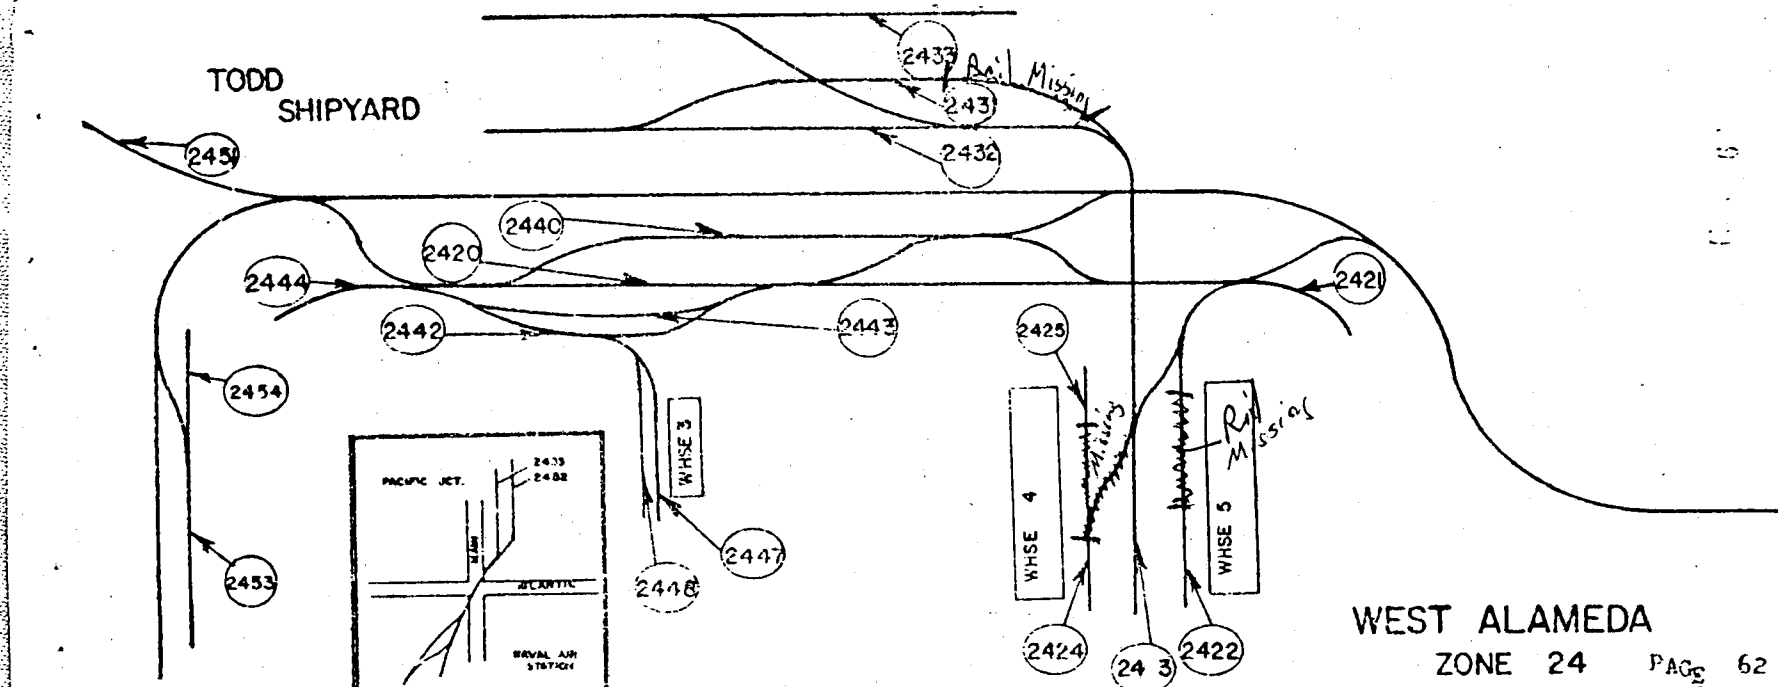 2433
Rail Missing
TODD
SHIPYARD
2431
2432
2451
2440
2420
2444
2421
2442
2443
2425
2454
WHSE 3
Missing
Rail
Missing
WHSE 4
WHSE 5
PACIFIC JCT.
2433
2432
MAIN
ATLANTIC
NAVAL AIR
STATION
2453
2447
2448
2424
24 3
2422
WEST ALAMEDA
ZONE 24 PAGE 62